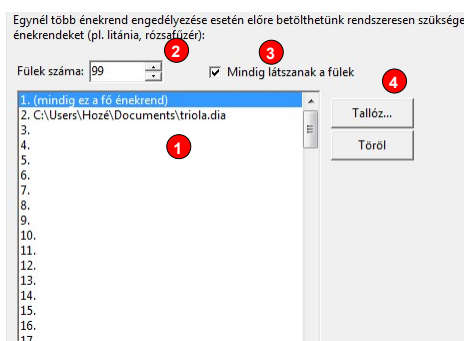 Egynél több énekrend engedélyezése esetén előre betölthetünk rendszeresen szüksége
énekrendeket (pl. litánia, rózsafűzér):
2
3
Fülek száma: 99
Mindig látszanak a fülek
4
1. (mindig ez a fő énekrend)
Tallóz...
2. C:\Users\Hozé\Documents\triola.dia
3.
4.
1
Töröl
5.
6.
7.
8.
9.
10.
11.
12.
13.
14.
15.
16.
17.